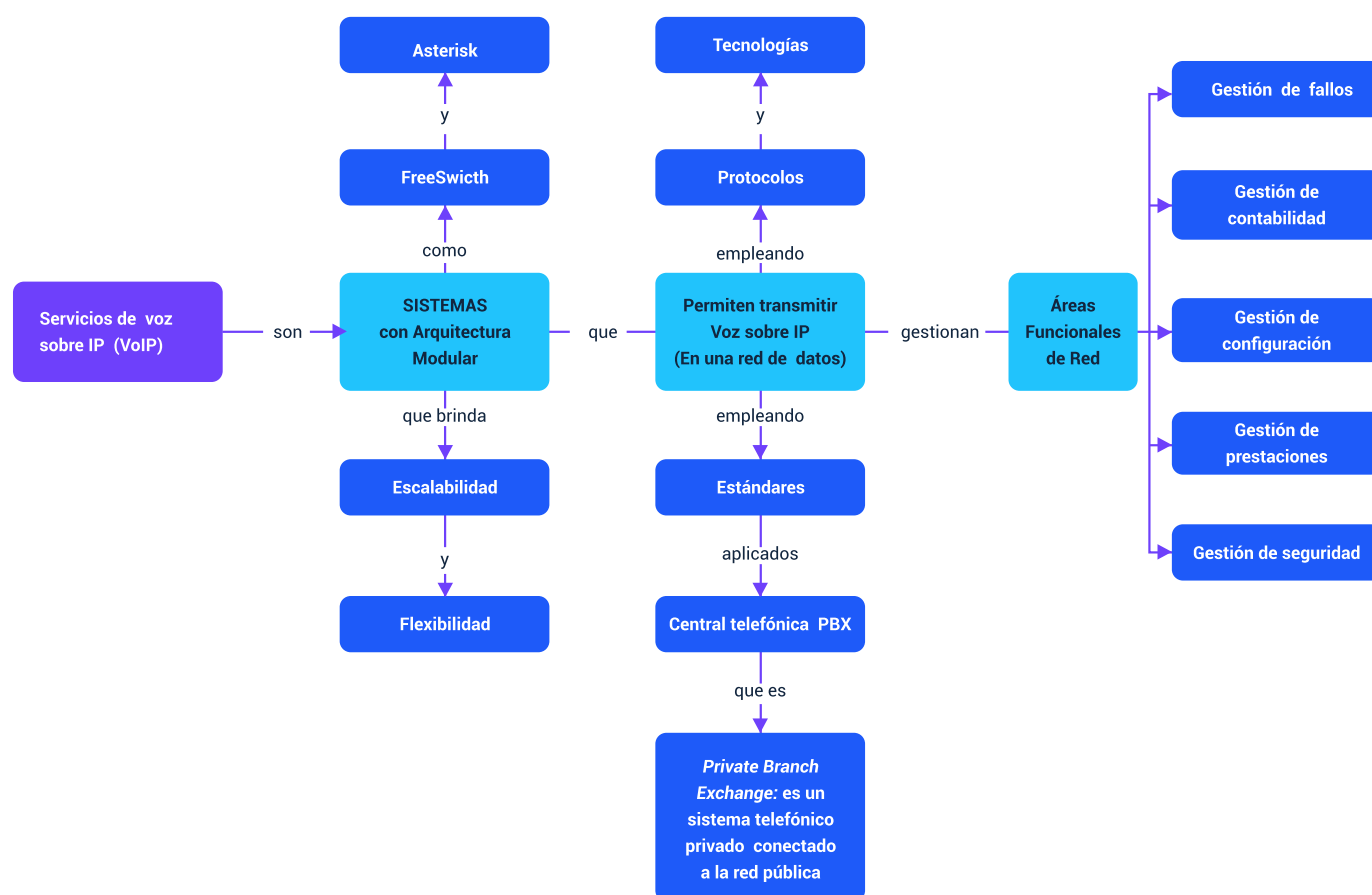 Servicios de voz
sobre IP (VoIP)
son
Asterisk
y
FreeSwicth
como
SISTEMAS
con Arquitectura
Modular
que brinda
Escalabilidad
y
Flexibilidad
que
Tecnologías
y
Protocolos
empleando
Permiten transmitir
Voz sobre IP
(En una red de datos)
empleando
Estándares
aplicados
Central telefónica PBX
que es
Private Branch
Exchange: es un
sistema telefónico
privado conectado
a la red pública
gestionan
Áreas
Funcionales
de Red
Gestión de fallos
Gestión de
contabilidad
Gestión de
configuración
Gestión de
prestaciones
Gestión de seguridad